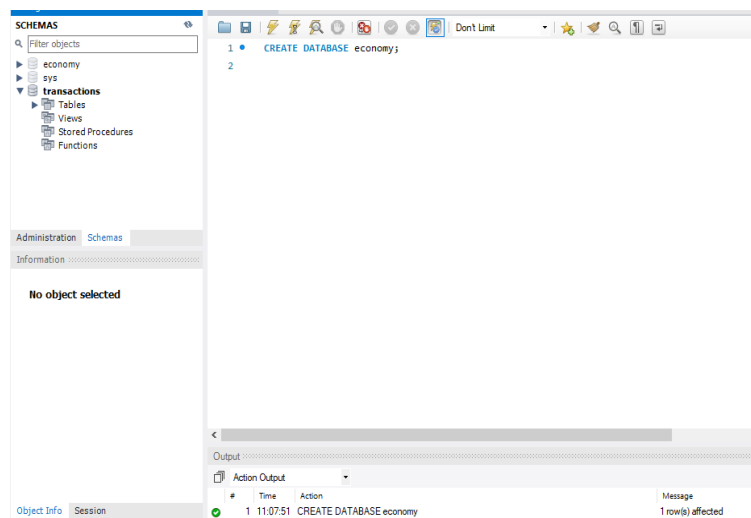 SCHEMAS
Filter objects
economy
sys
transactions
Tables
Views
Stored Procedures
Functions
Administration Schemas
Information
No object selected
Object Info Session
Don't Limit
1 CREATE DATABASE economy;
2
Output
Action Output
# Time Action Message
1 11:07:51 CREATE DATABASE economy 1 row(s) affected